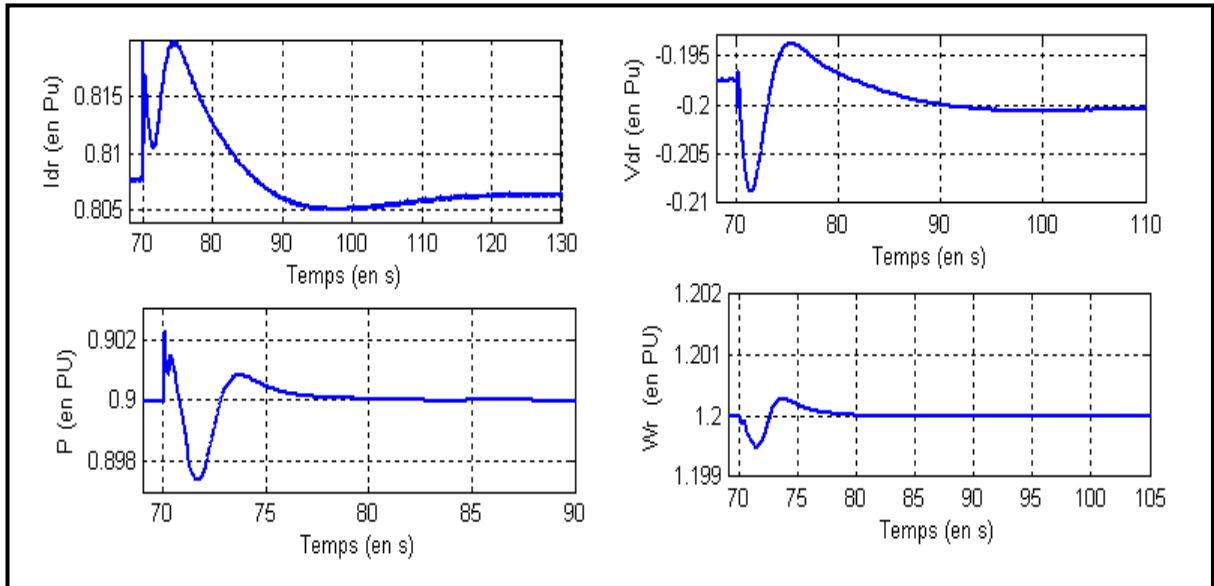 Idr (en Pu)
0.815
0.81
0.805
70 80 90 100 110 120 130
Temps (en s)
Vdr (en Pu)
-0.195
-0.2
-0.205
-0.21
70 80 90 100 110
Temps (en s)
P (en PU)
0.902
0.9
0.898
70 75 80 85 90
Temps (en s)
Wr (en PU)
1.202
1.201
1.2
1.199
70 75 80 85 90 95 100 105
Temps (en s)